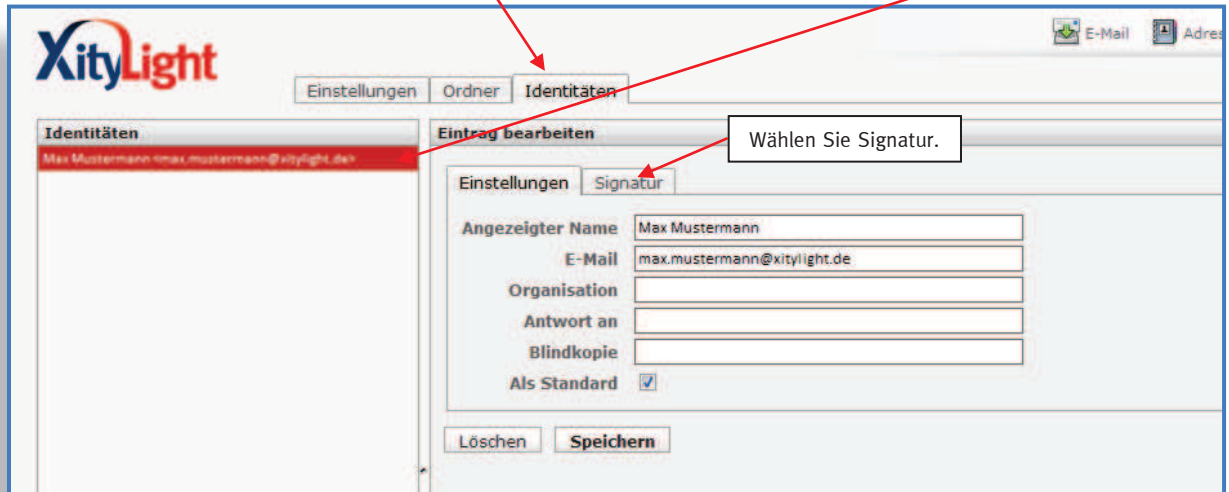 XityLight
E-Mail Adres
Einstellungen Ordner Identitäten
Identitäten
Eintrag bearbeiten
Wählen Sie Signatur.
Max Mustermann <max.mustermann@xitylight.de>
Einstellungen Signatur
Angezeigter Name Max Mustermann
E-Mail max.mustermann@xitylight.de
Organisation
Antwort an
Blindkopie
Als Standard
Löschen Speichern